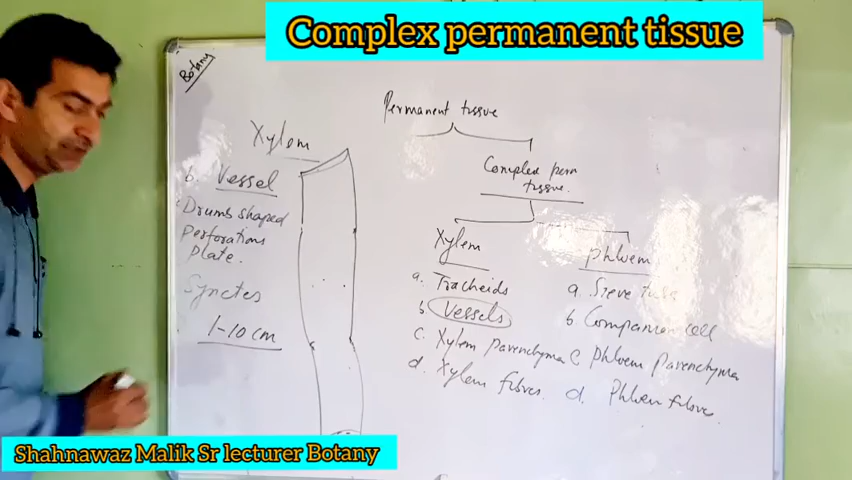 Complex permanent tissue
Botany
Permanent tissue
Xylem
Complex perm
tissue.
b. Vessel
Drums shaped
Perforations
Plate.
Xylem
phloem
a. Tracheids
a. Sieve tube
Synctes
b Vessels
b Companion cell
1-10 cm
c. Xylem parenchyma
C Phloem parenchyma
d. Xylem fibres.
d. Phloem fibre.
Shahnawaz Malik Sr lecturer Botany